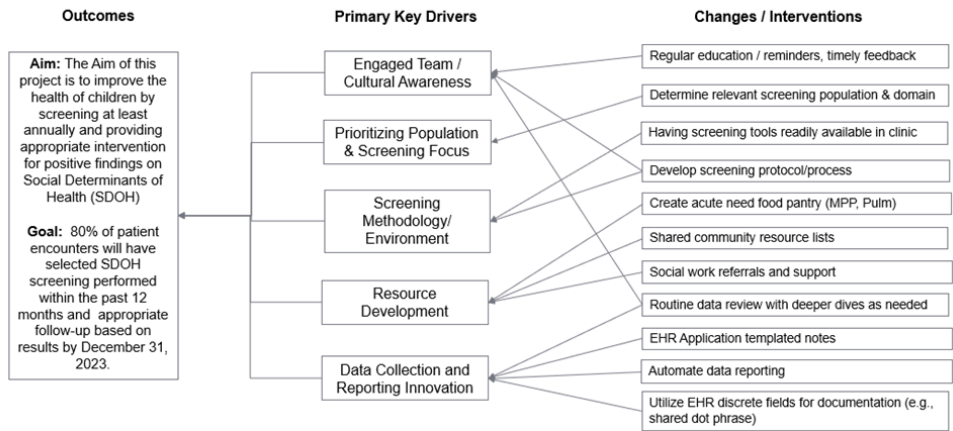 Outcomes
Primary Key Drivers
Changes / Interventions
Aim: The Aim of this
project is to improve the
health of children by
screening at least
annually and providing
appropriate intervention
for positive findings on
Social Determinants of
Health (SDOH)
Goal: 80% of patient
encounters will have
selected SDOH
screening performed
within the past 12
months and appropriate
follow-up based on
results by December 31,
2023.
Engaged Team /
Cultural Awareness
Prioritizing Population
& Screening Focus
Screening
Methodology/
Environment
Resource
Development
Data Collection and
Reporting Innovation
Regular education / reminders, timely feedback
Determine relevant screening population & domain
Having screening tools readily available in clinic
Develop screening protocol/process
Create acute need food pantry (MPP, Pulm)
Shared community resource lists
Social work referrals and support
Routine data review with deeper dives as needed
EHR Application templated notes
Automate data reporting
Utilize EHR discrete fields for documentation (e.g.,
shared dot phrase)